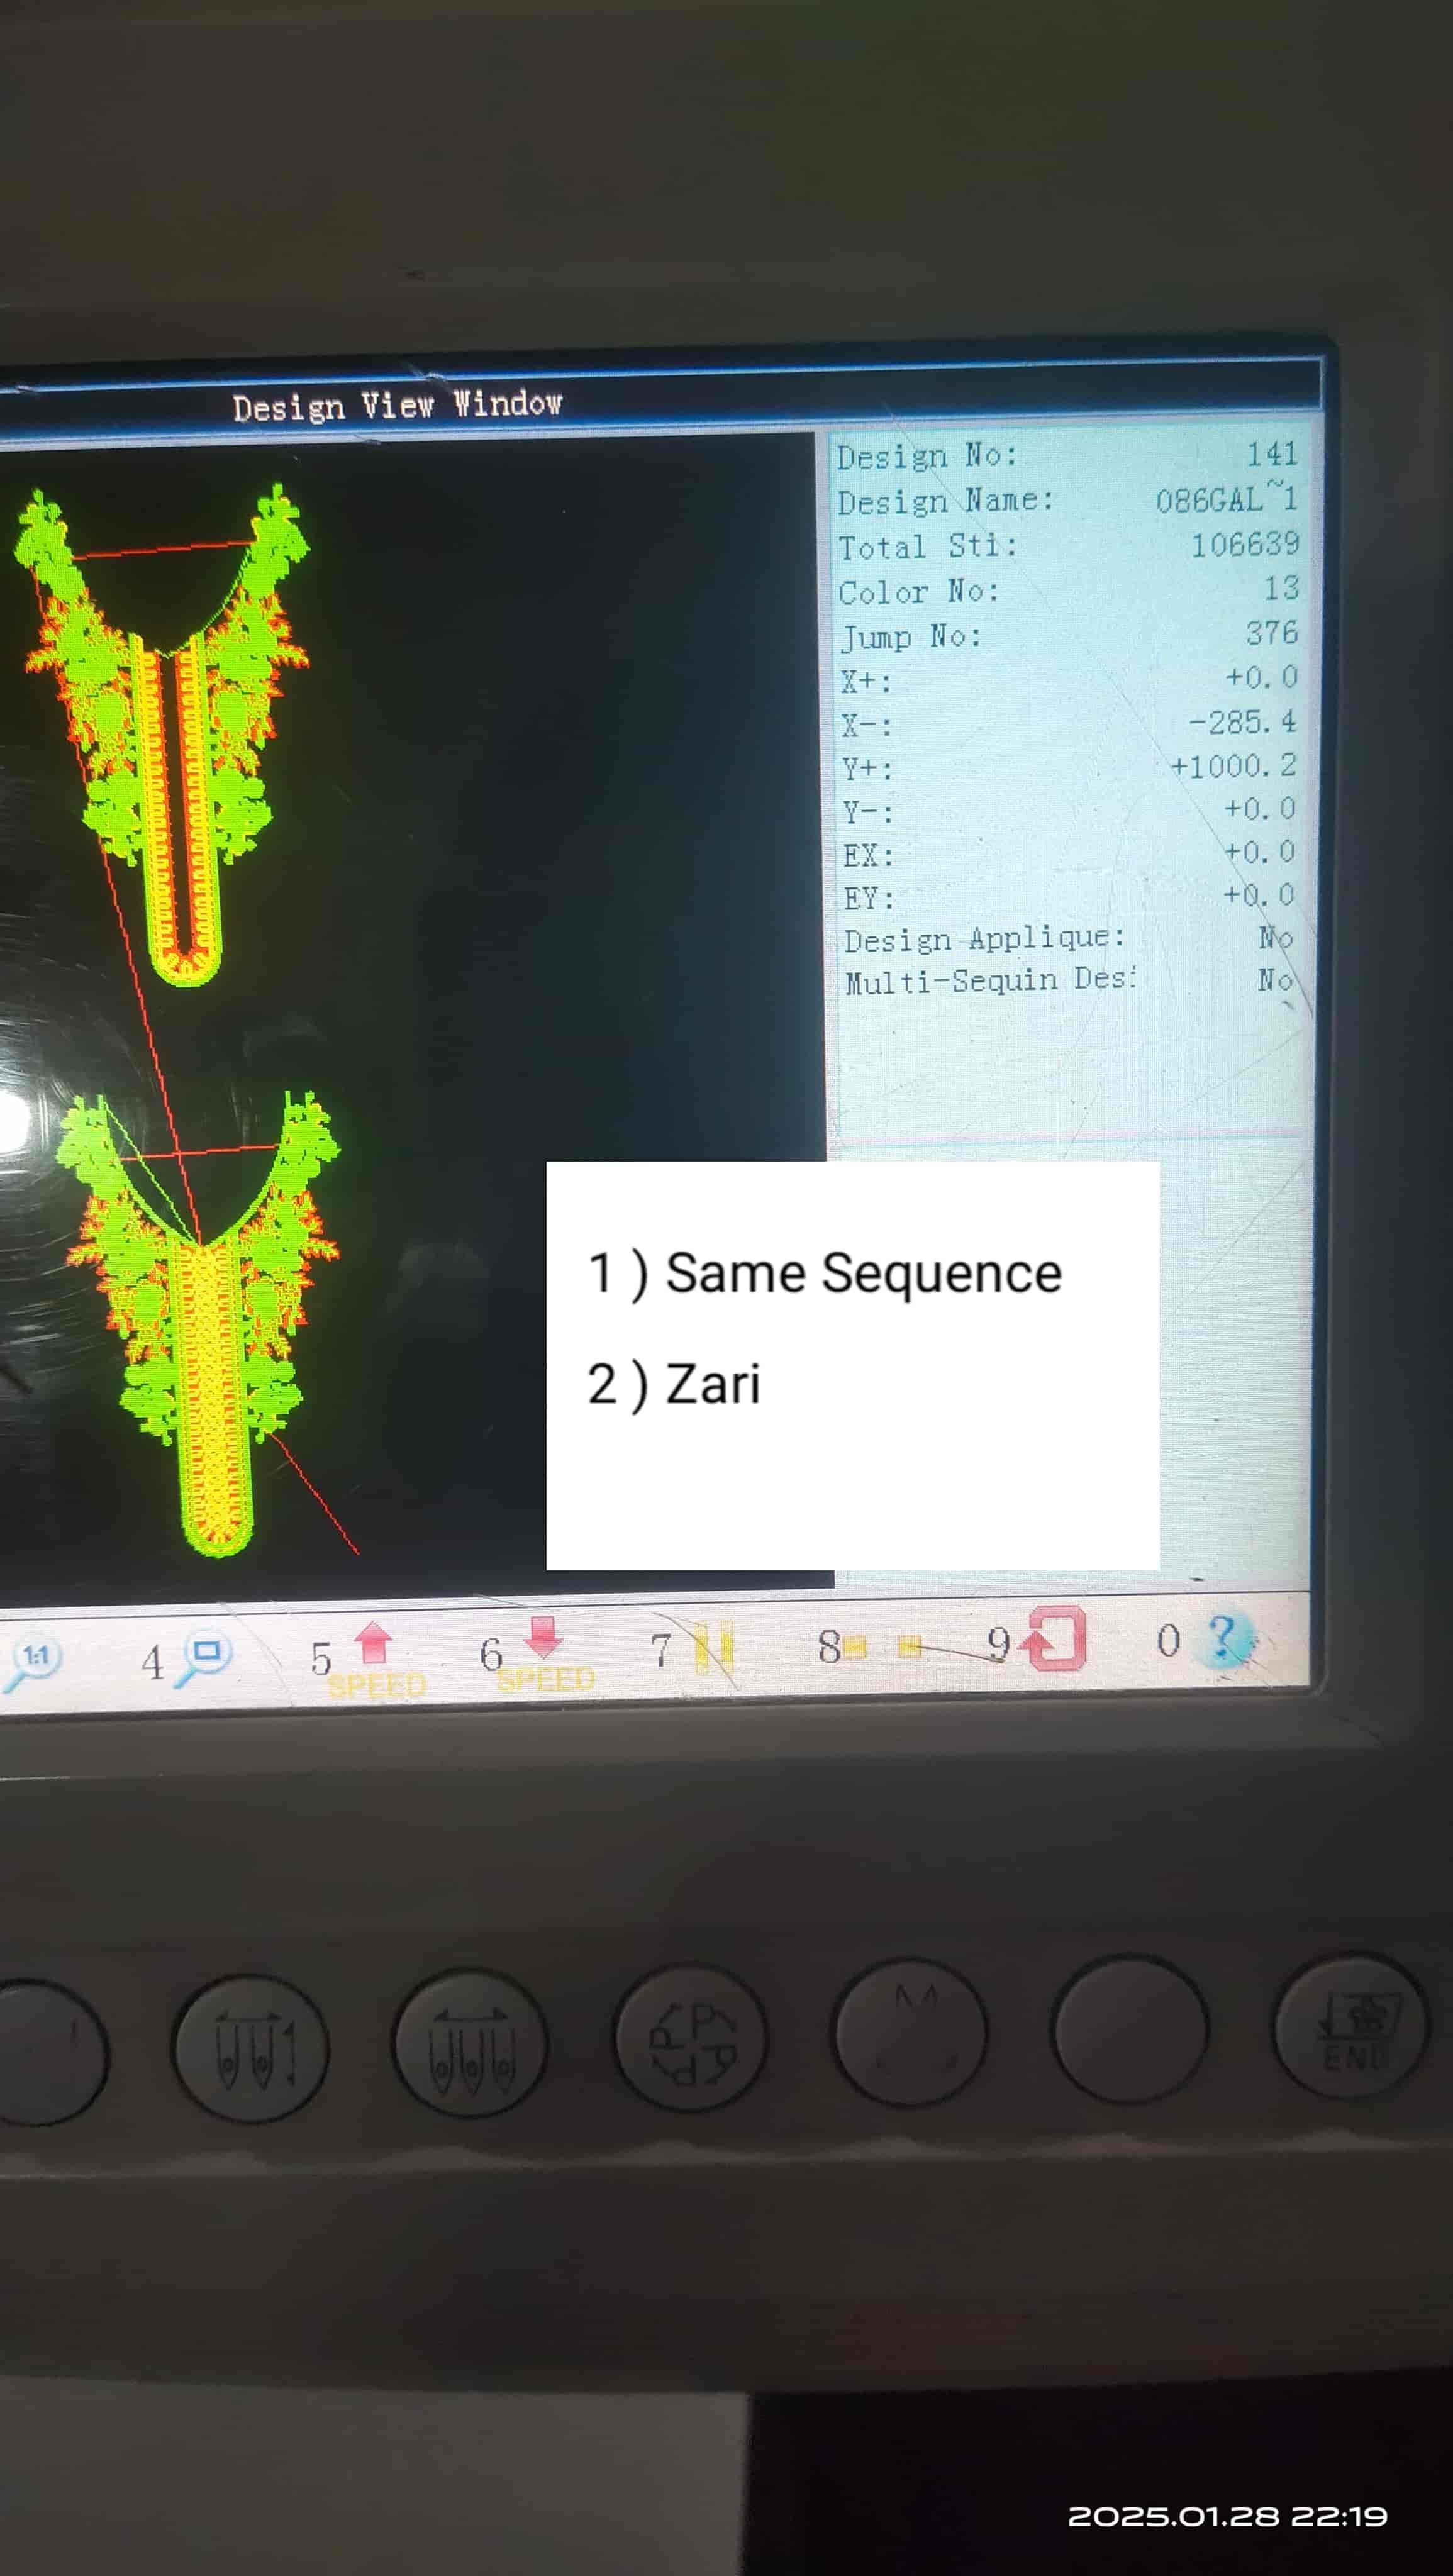 Design View Window
Design No: 141
Design Name: 086GAL~1
Total Sti: 106639
Color No: 13
Jump No: 376
X+: +0.0
X-: -285.4
Y+: +1000.2
Y-: +0.0
EX: +0.0
EY: +0.0
Design Applique: No
Multi-Sequin Des: No
1 ) Same Sequence
2 ) Zari
1:1 4 5 6 7 8 9 0 ?
SPEED SPEED
P P P P
END
2025.01.28 22:19